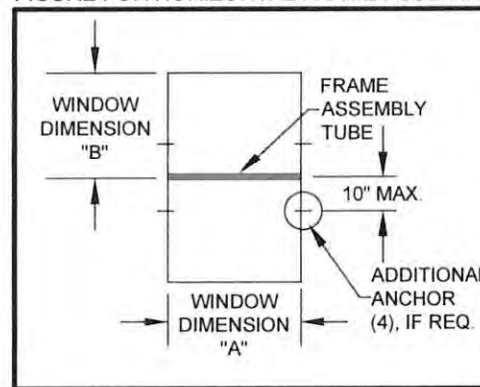 WINDOW
DIMENSION
"B"
FRAME
ASSEMBLY
TUBE
10" MAX.
WINDOW
DIMENSION
"A"
ADDITIONAL
ANCHOR
(4), IF REQ.